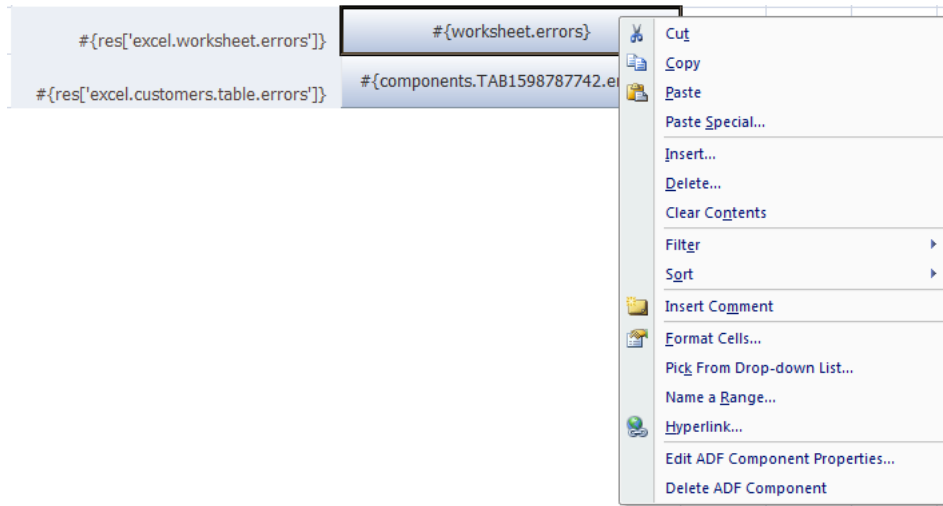 #{res['excel.worksheet.errors']}
#{worksheet.errors}
#{res['excel.customers.table.errors']}
#{components.TAB1598787742.er
Cut
Copy
Paste
Paste Special...
Insert...
Delete...
Clear Contents
Filter
Sort
Insert Comment
Format Cells...
Pick From Drop-down List...
Name a Range...
Hyperlink...
Edit ADF Component Properties...
Delete ADF Component